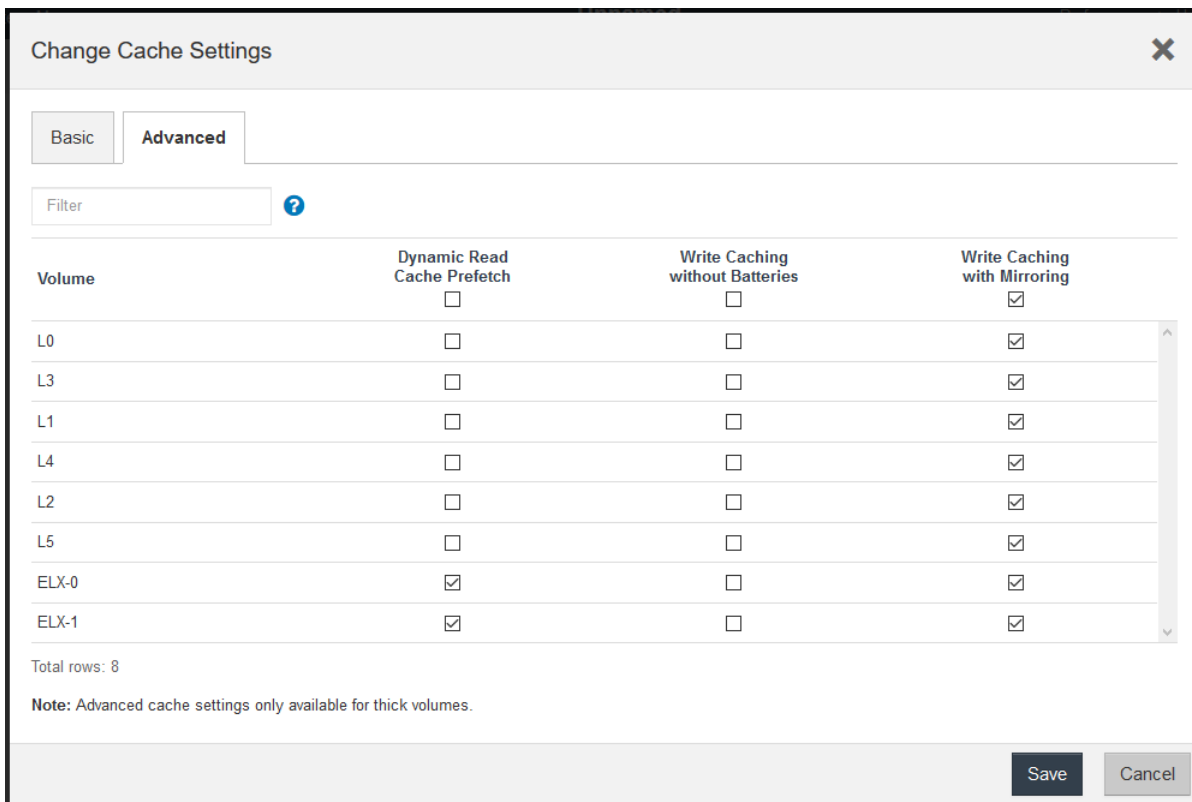 Change Cache Settings
Basic
Advanced
Filter
Volume
Dynamic Read
Cache Prefetch
Write Caching
without Batteries
Write Caching
with Mirroring
L0
L3
L1
L4
L2
L5
ELX-0
ELX-1
Total rows: 8
Note: Advanced cache settings only available for thick volumes.
Save
Cancel